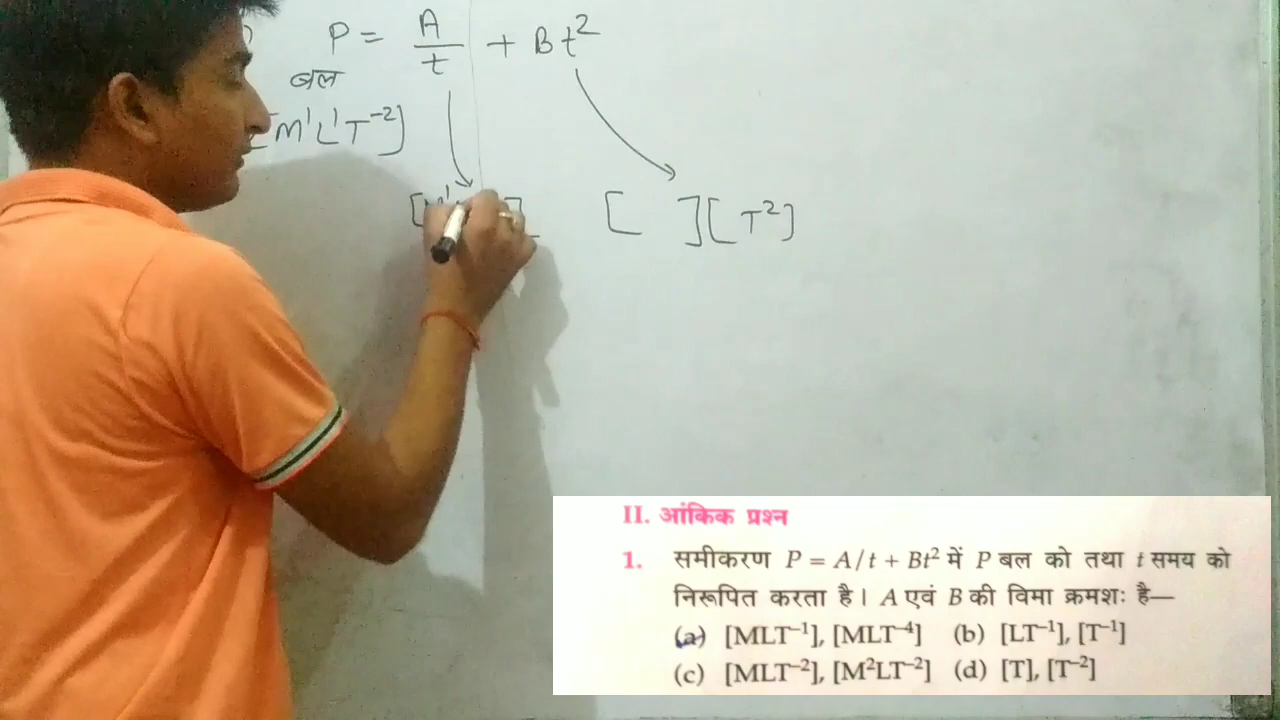 P = A/t + Bt²
बल
[M¹L¹T⁻²]
[ ][T²]
II. आंकिक प्रश्न
1. समीकरण P = A/t + Bt² में P बल को तथा t समय को
निरूपित करता है। A एवं B की विमा क्रमशः है—
(a) [MLT⁻¹], [MLT⁻⁴] (b) [LT⁻¹], [T⁻¹]
(c) [MLT⁻²], [M²LT⁻²] (d) [T], [T⁻²]